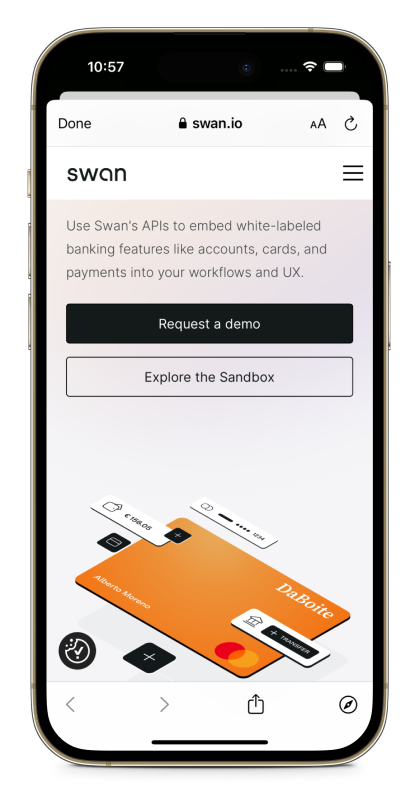 10:57
Done
swan.io
AA
swan
Use Swan's APIs to embed white-labeled
banking features like accounts, cards, and
payments into your workflows and UX.
Request a demo
Explore the Sandbox
€ 156.05
1234
Alberto Moreno
DaBoite
+ TRANSFER